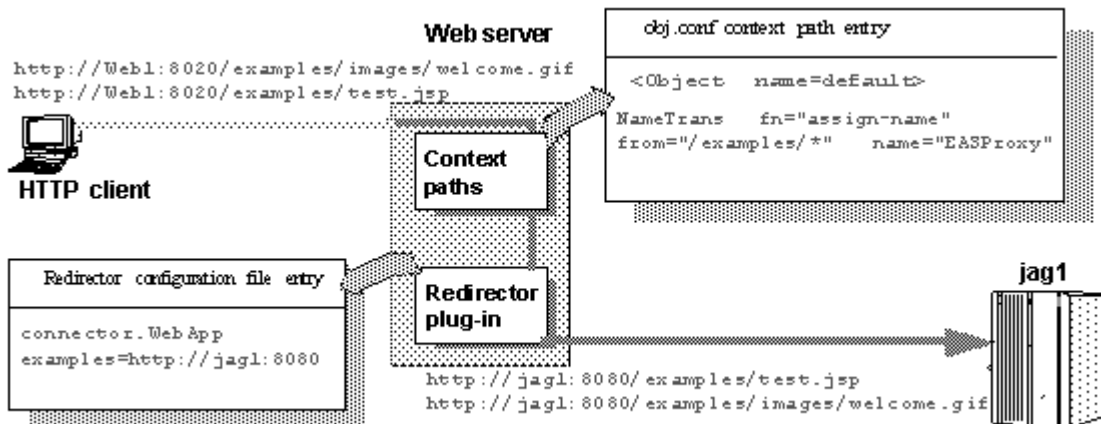 Web server
obj.conf context path entry
http://Web1:8020/examples/images/welcome.gif
http://Web1:8020/examples/test.jsp
<Object name=default>
NameTrans fn="assign-name"
from="/examples/*" name="EASProxy"
HTTP client
Context
paths
Redirector configuration file entry
connector.WebApp
examples=http://jag1:8080
Redirector
plug-in
jag1
http://jag1:8080/examples/test.jsp
http://jag1:8080/examples/images/welcome.gif